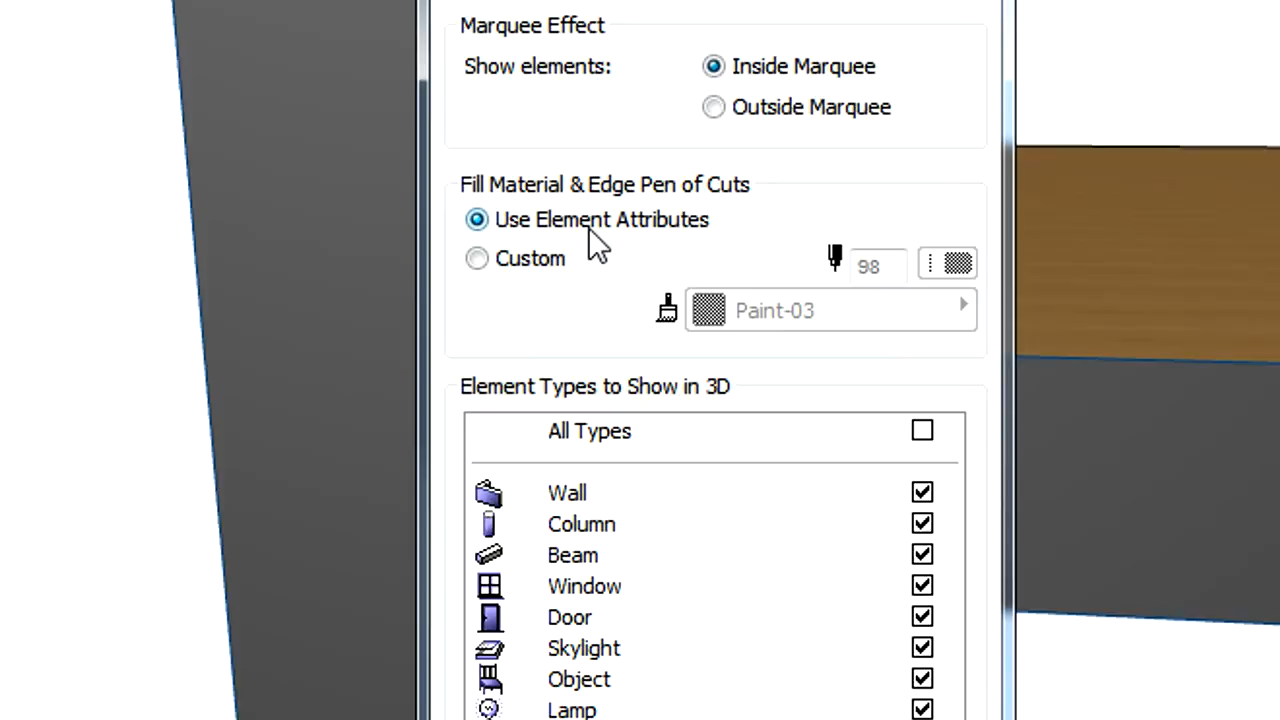 Marquee Effect
Show elements:
Inside Marquee
Outside Marquee
Fill Material & Edge Pen of Cuts
Use Element Attributes
Custom
98
Paint-03
Element Types to Show in 3D
All Types
Wall
Column
Beam
Window
Door
Skylight
Object
Lamp